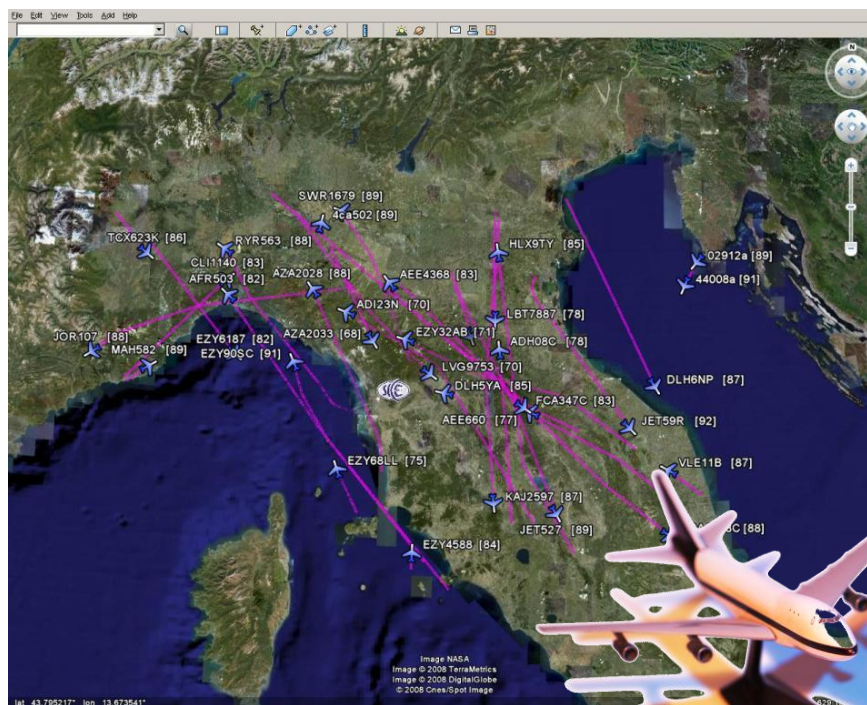 File Edit View Tools Add Help
N
SWR1679 [89]
4ca502 [89]
TCX623K [86]
RYR563 [88]
HLX9TY [85]
CLI1140 [83]
02912a [89]
AFR503 [82]
AZA2028 [88]
AEE4368 [83]
44008a [91]
ADI23N [70]
LBT7887 [78]
JOR107 [88]
EZY6187 [82]
AZA2033 [68]
EZY32AB [71]
ADH08C [78]
MAH582 [89]
EZY90SC [91]
LVG9753 [70]
DLH5YA [85]
DLH6NP [87]
FCA347C [83]
AEE660 [77]
JET59R [92]
EZY68LL [75]
VLE11B [87]
KAJ2597 [87]
JET527 [89]
C [88]
EZY4588 [84]
Image NASA
Image © 2008 TerraMetrics
Image © 2008 DigitalGlobe
© 2008 Cnes/Spot Image
lat 43.795217° lon 13.673541°